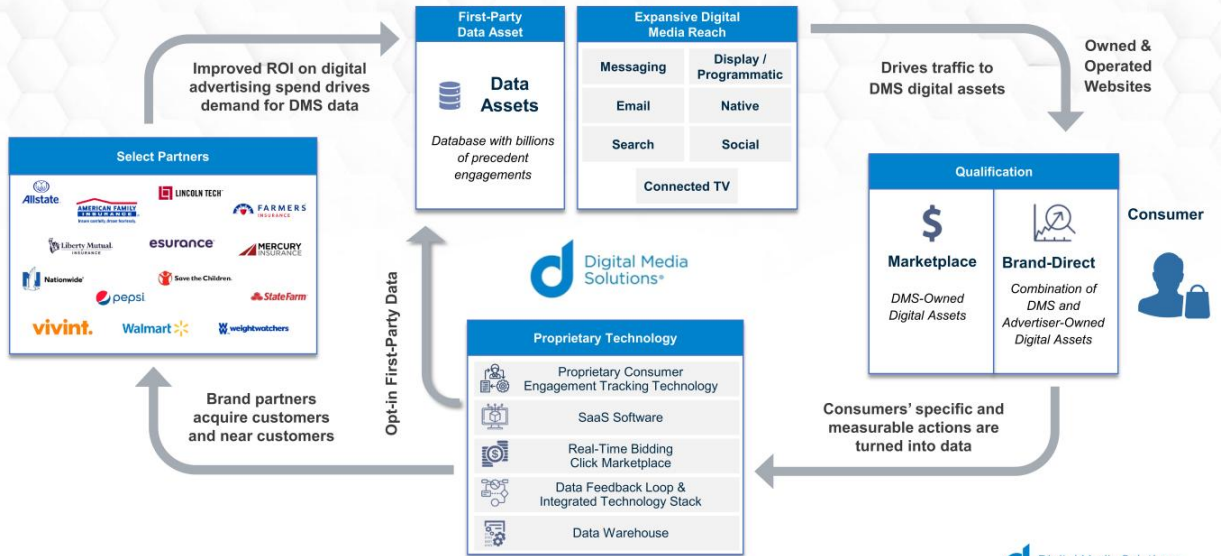 First-Party
Data Asset
Data
Assets
Database with billions
of precedent
engagements
Expansive Digital
Media Reach
Messaging
Display /
Programmatic
Email
Native
Search
Social
Connected TV
Improved ROI on digital
advertising spend drives
demand for DMS data
Drives traffic to
DMS digital assets
Owned &
Operated
Websites
Select Partners
Allstate
AMERICAN FAMILY
INSURANCE
LINCOLN TECH
FARMERS
INSURANCE
Liberty Mutual
INSURANCE
esurance
MERCURY
INSURANCE
Nationwide®
Save the Children
pepsi
StateFarm
vivint.
Walmart
weightwatchers
Digital Media
Solutions®
Qualification
Marketplace
DMS-Owned
Digital Assets
Brand-Direct
Combination of
DMS and
Advertiser-Owned
Digital Assets
Consumer
Opt-in First-Party Data
Proprietary Technology
Proprietary Consumer
Engagement Tracking Technology
SaaS Software
Real-Time Bidding
Click Marketplace
Data Feedback Loop &
Integrated Technology Stack
Data Warehouse
Brand partners
acquire customers
and near customers
Consumers' specific and
measurable actions are
turned into data